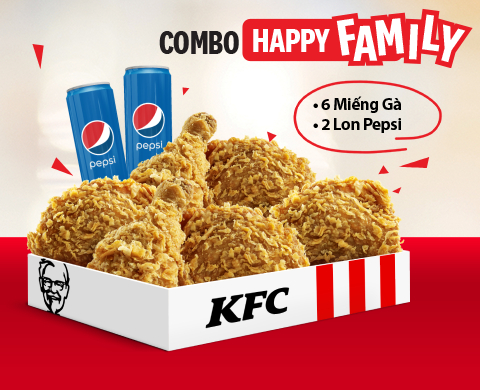 COMBO HAPPY FAMILY
• 6 Miếng Gà
• 2 Lon Pepsi
pepsi
pepsi
KFC